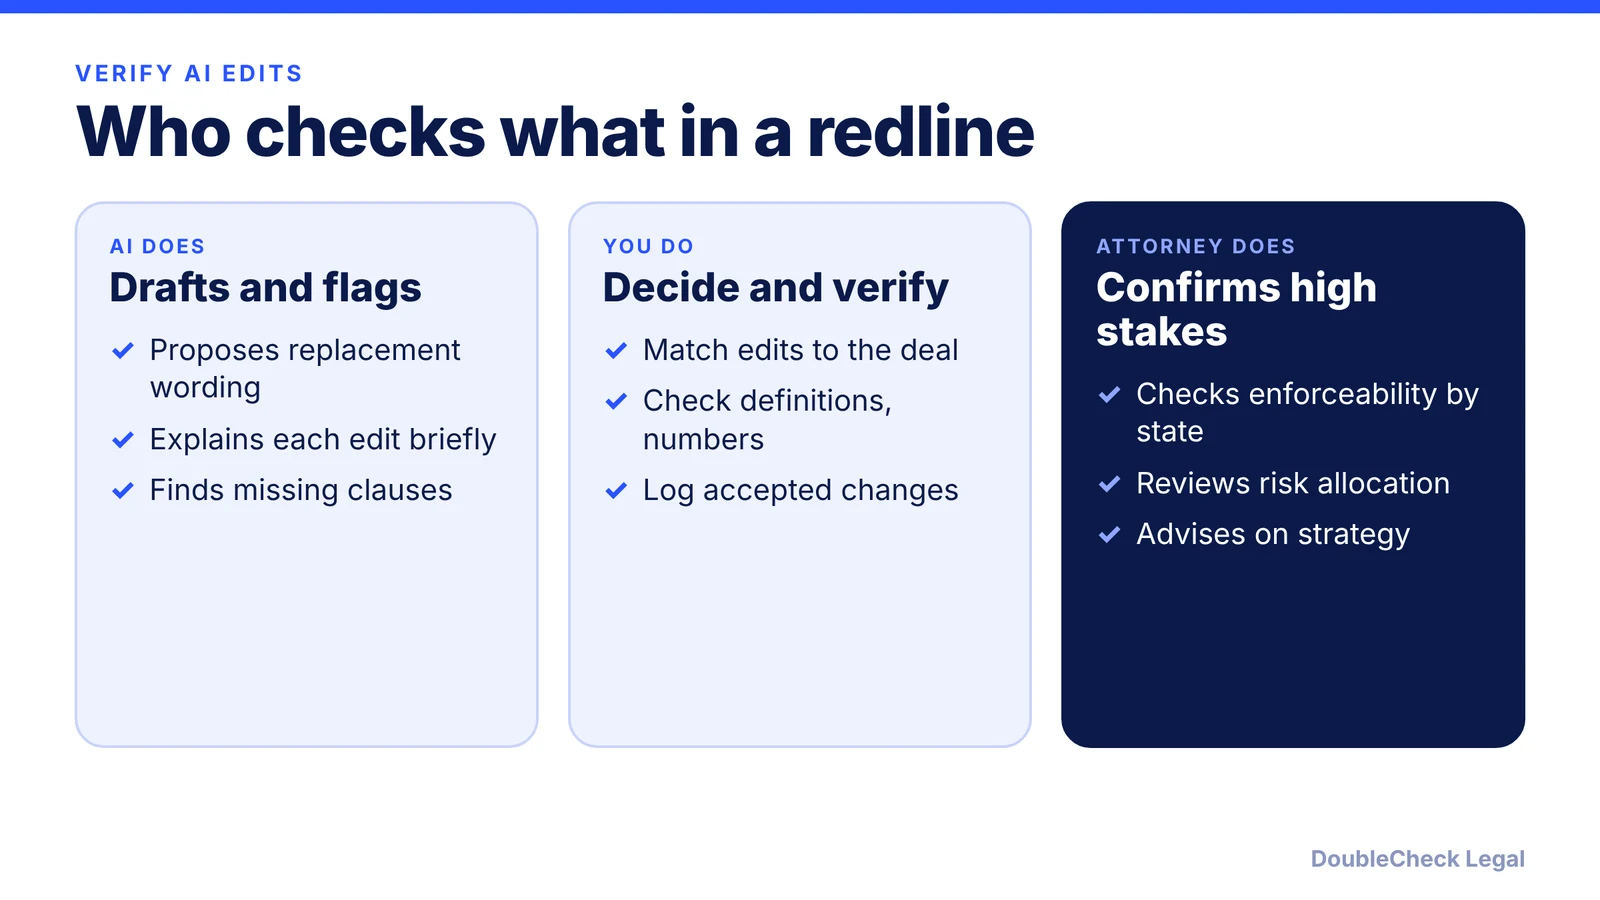 VERIFY AI EDITS
Who checks what in a redline
AI DOES
Drafts and flags
Proposes replacement
wording
Explains each edit briefly
Finds missing clauses
YOU DO
Decide and verify
Match edits to the deal
Check definitions,
numbers
Log accepted changes
ATTORNEY DOES
Confirms high
stakes
Checks enforceability by
state
Reviews risk allocation
Advises on strategy
DoubleCheck Legal